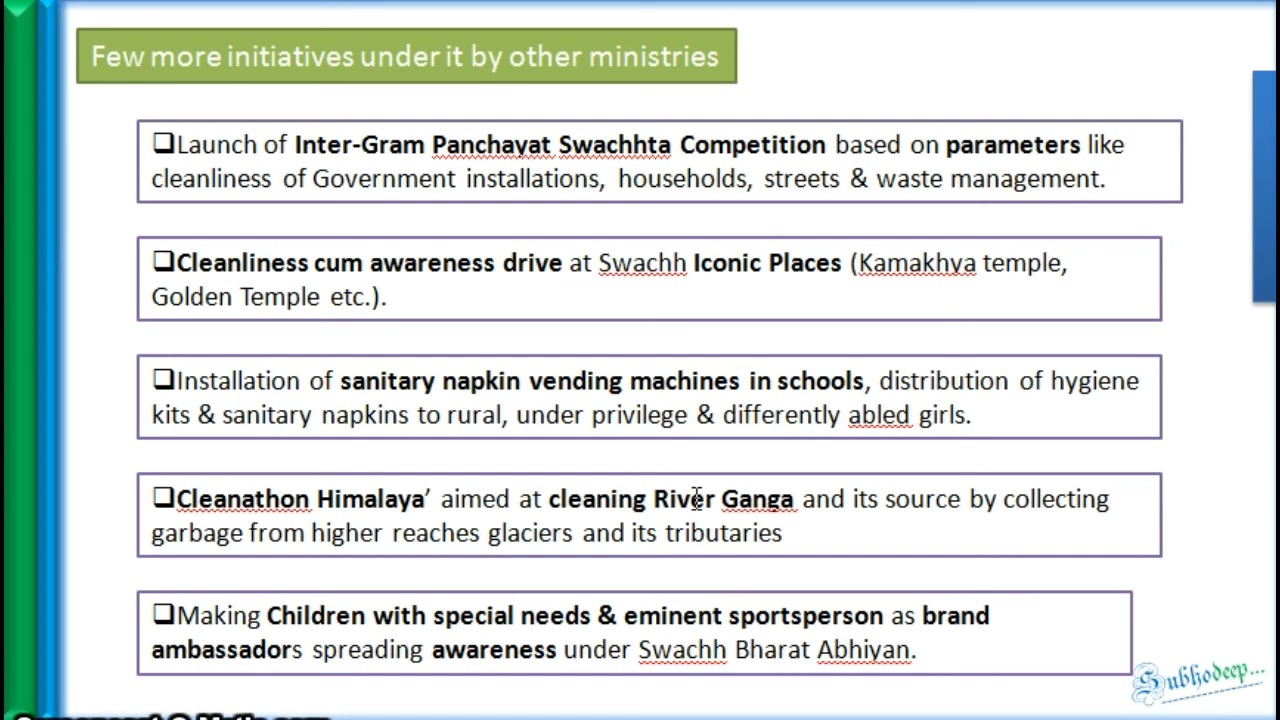 Few more initiatives under it by other ministries
❑Launch of Inter-Gram Panchayat Swachhta Competition based on parameters like
cleanliness of Government installations, households, streets & waste management.
❑Cleanliness cum awareness drive at Swachh Iconic Places (Kamakhya temple,
Golden Temple etc.).
❑Installation of sanitary napkin vending machines in schools, distribution of hygiene
kits & sanitary napkins to rural, under privilege & differently abled girls.
❑Cleanathon Himalaya’ aimed at cleaning River Ganga and its source by collecting
garbage from higher reaches glaciers and its tributaries
❑Making Children with special needs & eminent sportsperson as brand
ambassadors spreading awareness under Swachh Bharat Abhiyan.
Subhodeep...